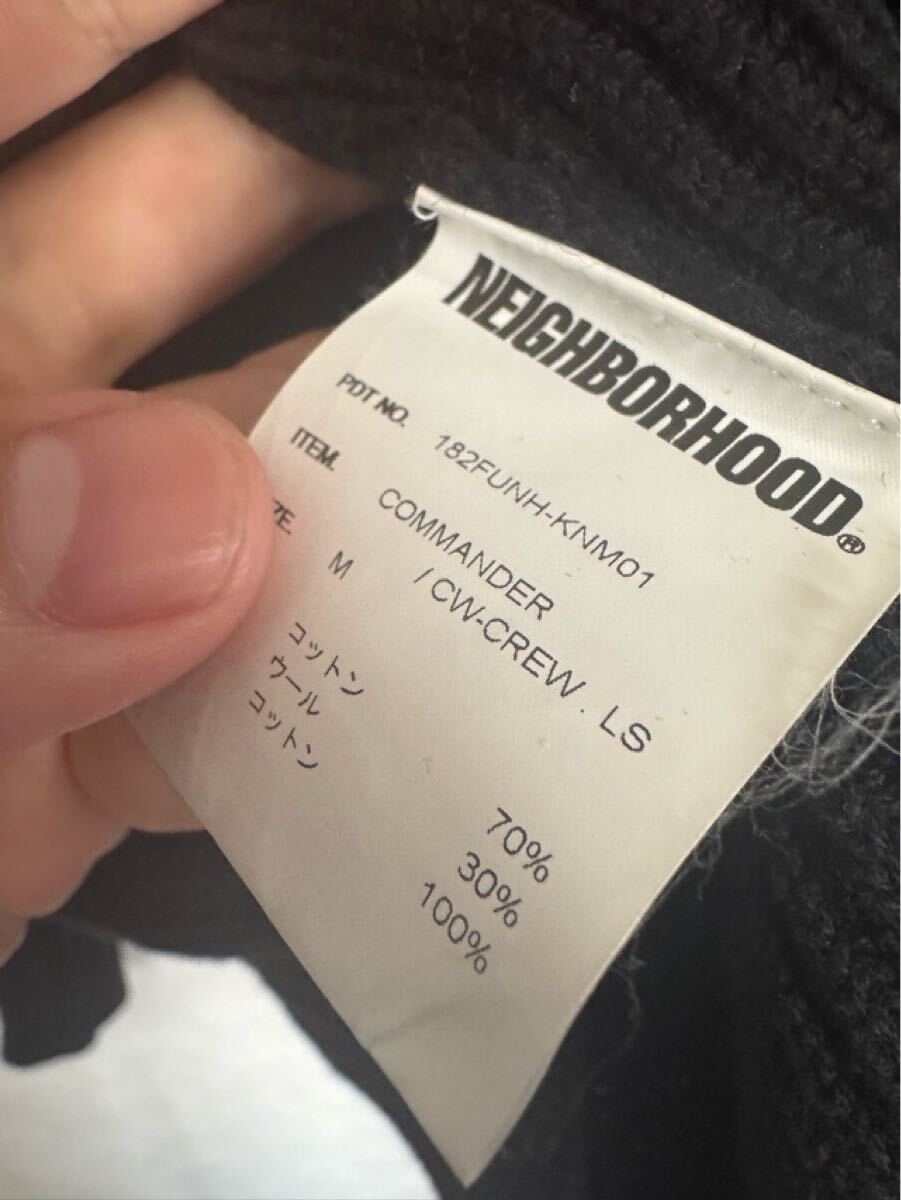 NEIGHBORHOOD®
PDT NO. 182FUNH-KNM01
ITEM. COMMANDER
/ CW-CREW . LS
M
コットン 70%
ウール 30%
コットン 100%